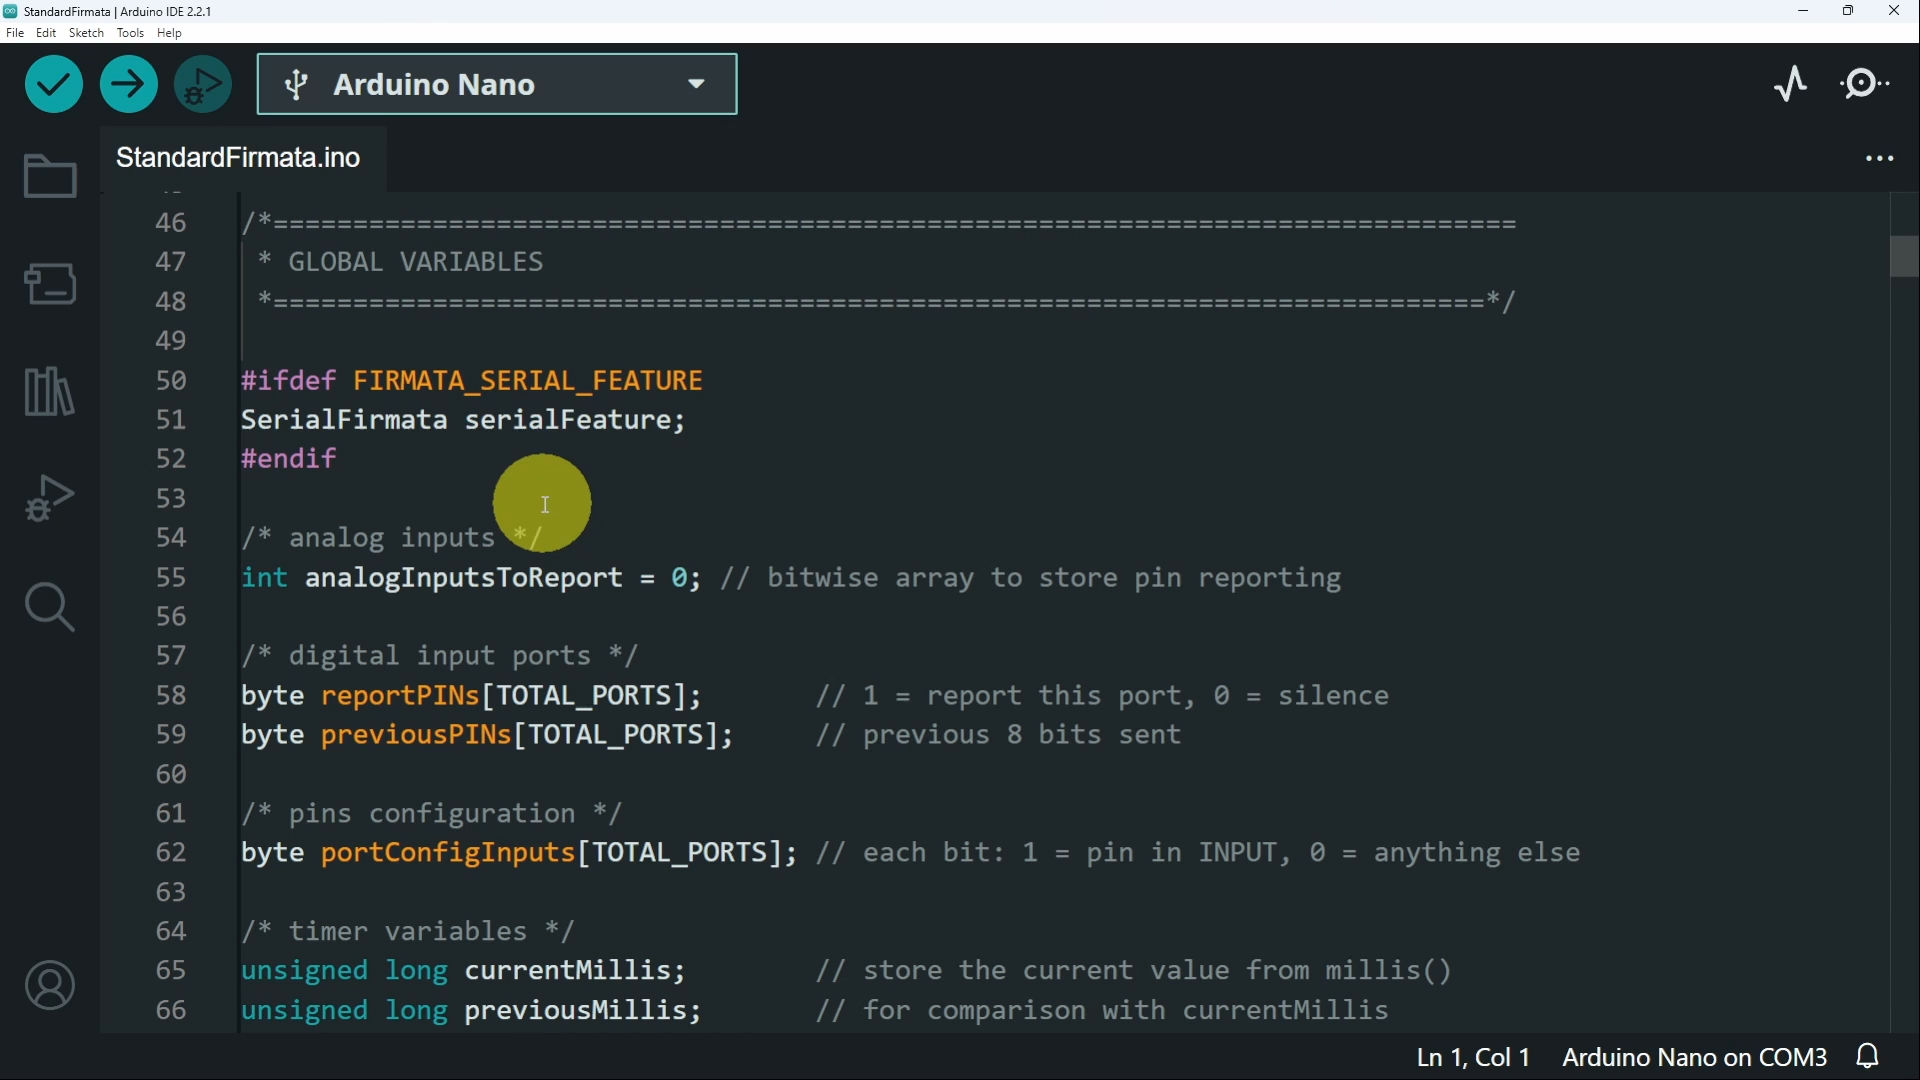 StandardFirmata | Arduino IDE 2.2.1
File Edit Sketch Tools Help
Arduino Nano
StandardFirmata.ino
46 /*==============================================================================
47 * GLOBAL VARIABLES
48 *============================================================================*/
49
50 #ifdef FIRMATA_SERIAL_FEATURE
51 SerialFirmata serialFeature;
52 #endif
53
54 /* analog inputs */
55 int analogInputsToReport = 0; // bitwise array to store pin reporting
56
57 /* digital input ports */
58 byte reportPINs[TOTAL_PORTS];       // 1 = report this port, 0 = silence
59 byte previousPINs[TOTAL_PORTS];     // previous 8 bits sent
60
61 /* pins configuration */
62 byte portConfigInputs[TOTAL_PORTS]; // each bit: 1 = pin in INPUT, 0 = anything else
63
64 /* timer variables */
65 unsigned long currentMillis;        // store the current value from millis()
66 unsigned long previousMillis;       // for comparison with currentMillis
Ln 1, Col 1 Arduino Nano on COM3